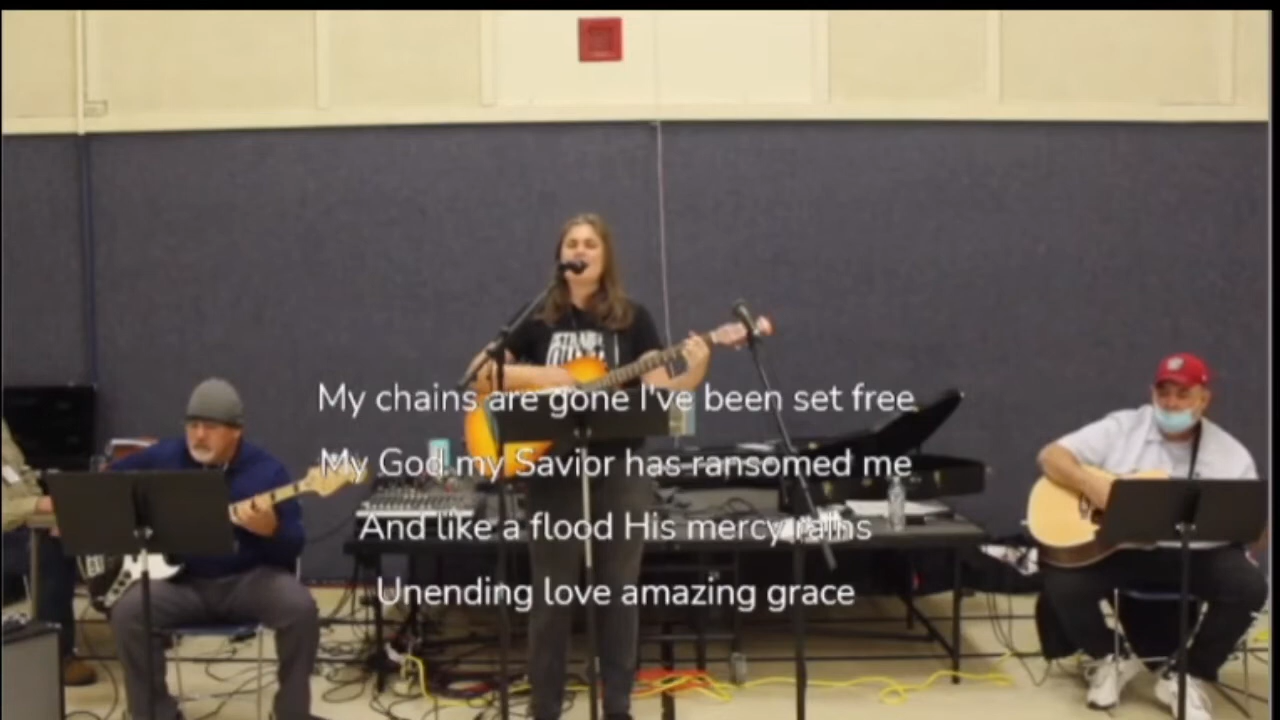 My chains are gone I've been set free
My God my Savior has ransomed me
And like a flood His mercy rains
Unending love amazing grace